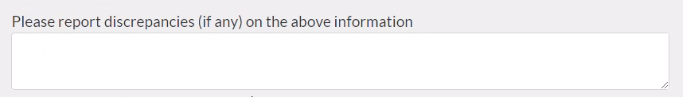 Please report discrepancies (if any) on the above information